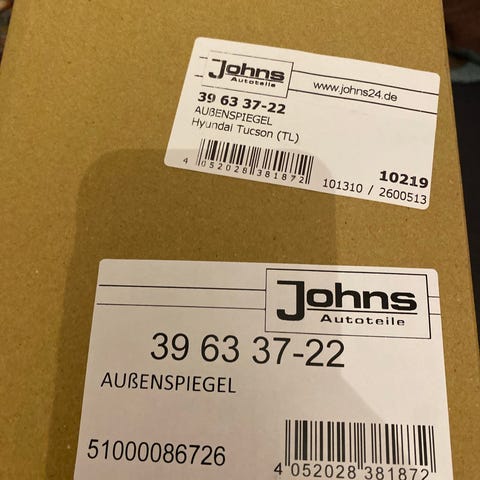 Johns
Autoteile
www.johns24.de
39 63 37-22
AUßENSPIEGEL
Hyundai Tucson (TL)
4 052028 381872
10219
101310 / 2600513
Johns
Autoteile
39 63 37-22
AUßENSPIEGEL
51000086726
4 052028 381872